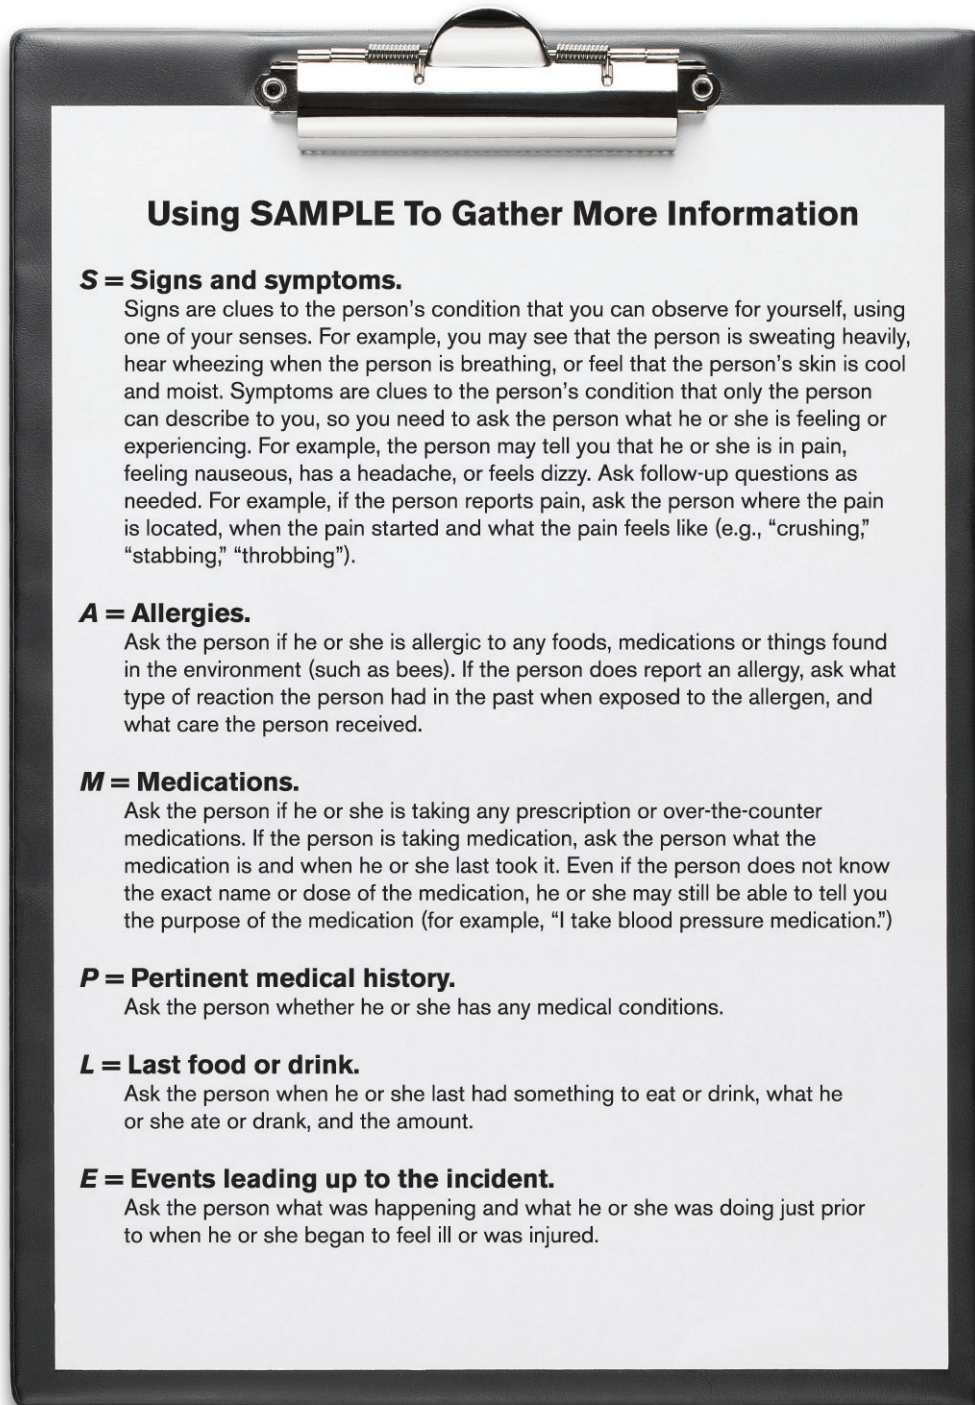 Using SAMPLE To Gather More Information
S = Signs and symptoms.
Signs are clues to the person's condition that you can observe for yourself, using
one of your senses. For example, you may see that the person is sweating heavily,
hear wheezing when the person is breathing, or feel that the person's skin is cool
and moist. Symptoms are clues to the person's condition that only the person
can describe to you, so you need to ask the person what he or she is feeling or
experiencing. For example, the person may tell you that he or she is in pain,
feeling nauseous, has a headache, or feels dizzy. Ask follow-up questions as
needed. For example, if the person reports pain, ask the person where the pain
is located, when the pain started and what the pain feels like (e.g., “crushing,”
“stabbing,” “throbbing”).
A = Allergies.
Ask the person if he or she is allergic to any foods, medications or things found
in the environment (such as bees). If the person does report an allergy, ask what
type of reaction the person had in the past when exposed to the allergen, and
what care the person received.
M = Medications.
Ask the person if he or she is taking any prescription or over-the-counter
medications. If the person is taking medication, ask the person what the
medication is and when he or she last took it. Even if the person does not know
the exact name or dose of the medication, he or she may still be able to tell you
the purpose of the medication (for example, “I take blood pressure medication.”)
P = Pertinent medical history.
Ask the person whether he or she has any medical conditions.
L = Last food or drink.
Ask the person when he or she last had something to eat or drink, what he
or she ate or drank, and the amount.
E = Events leading up to the incident.
Ask the person what was happening and what he or she was doing just prior
to when he or she began to feel ill or was injured.